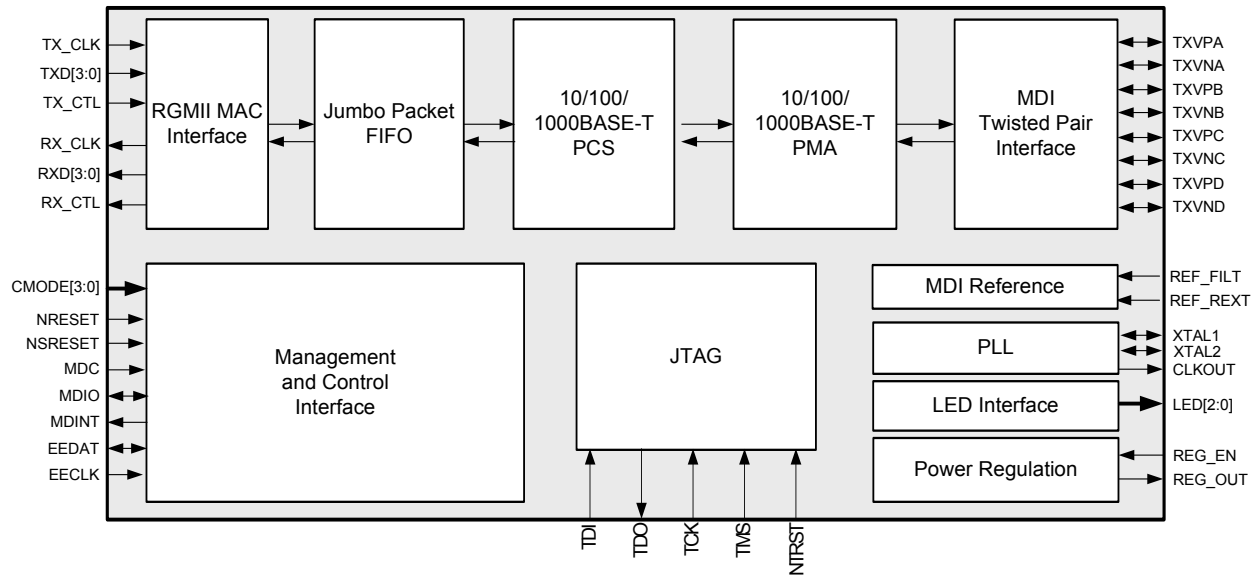 TX_CLK
TXD[3:0]
TX_CTL
RX_CLK
RXD[3:0]
RX_CTL
RGMII MAC
Interface
Jumbo Packet
FIFO
10/100/
1000BASE-T
PCS
10/100/
1000BASE-T
PMA
MDI
Twisted Pair
Interface
TXVPA
TXVNA
TXVPB
TXVNB
TXVPC
TXVNC
TXVPD
TXVND
CMODE[3:0]
NRESET
NSRESET
MDC
MDIO
MDINT
EEDAT
EECLK
Management
and Control
Interface
JTAG
TDI
TDO
TCK
TMS
NTRST
MDI Reference
REF_FILT
REF_REXT
PLL
XTAL1
XTAL2
CLKOUT
LED Interface
LED[2:0]
Power Regulation
REG_EN
REG_OUT